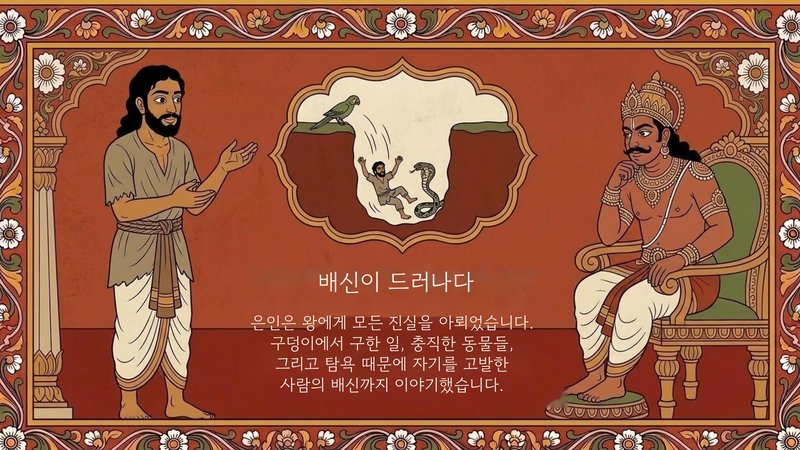 배신이 드러나다
은인은 왕에게 모든 진실을 아뢰었습니다.
구덩이에서 구한 일, 충직한 동물들,
그리고 탐욕 때문에 자기를 고발한
사람의 배신까지 이야기했습니다.